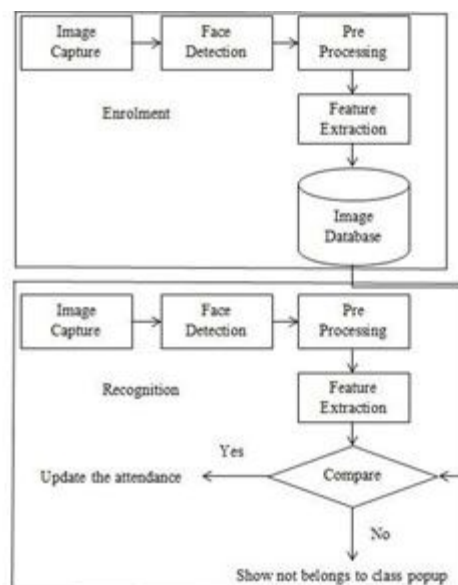 Image
Capture
Face
Detection
Pre
Processing
Enrolment
Feature
Extraction
Image
Database
Image
Capture
Face
Detection
Pre
Processing
Recognition
Feature
Extraction
Yes
Update the attendance
Compare
No
Show not belongs to class popup